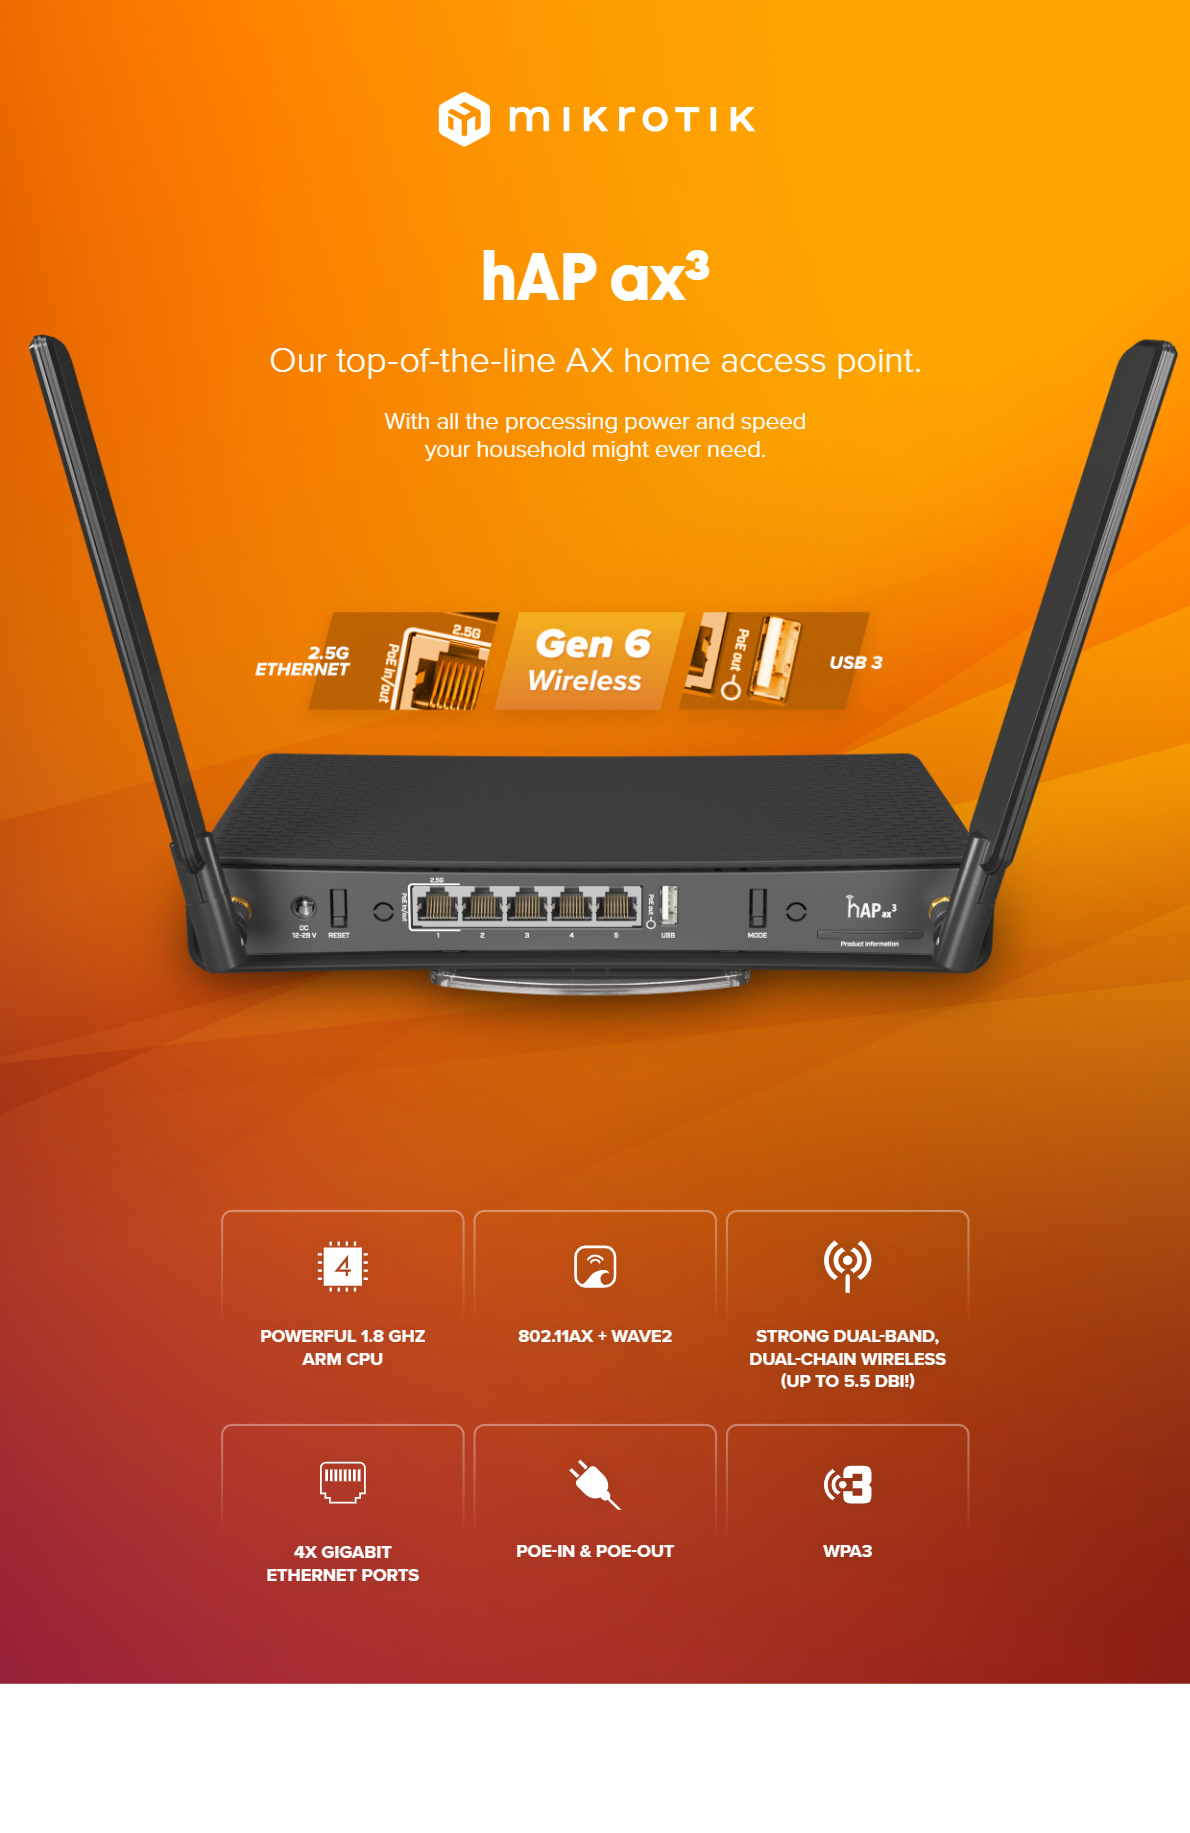 mikrotik
hAP ax³
Our top-of-the-line AX home access point.
With all the processing power and speed
your household might ever need.
2.5G
ETHERNET
2.5G
PoE in/out
Gen 6
Wireless
PoE out
USB 3
2.5G
PoE in/out
PoE out
hAP ax³
DC
12-28 V
RESET
1
2
3
4
5
USB
MODE
Product Information
4
POWERFUL 1.8 GHZ
ARM CPU
802.11AX + WAVE2
STRONG DUAL-BAND,
DUAL-CHAIN WIRELESS
(UP TO 5.5 DBI!)
4X GIGABIT
ETHERNET PORTS
POE-IN & POE-OUT
3
WPA3